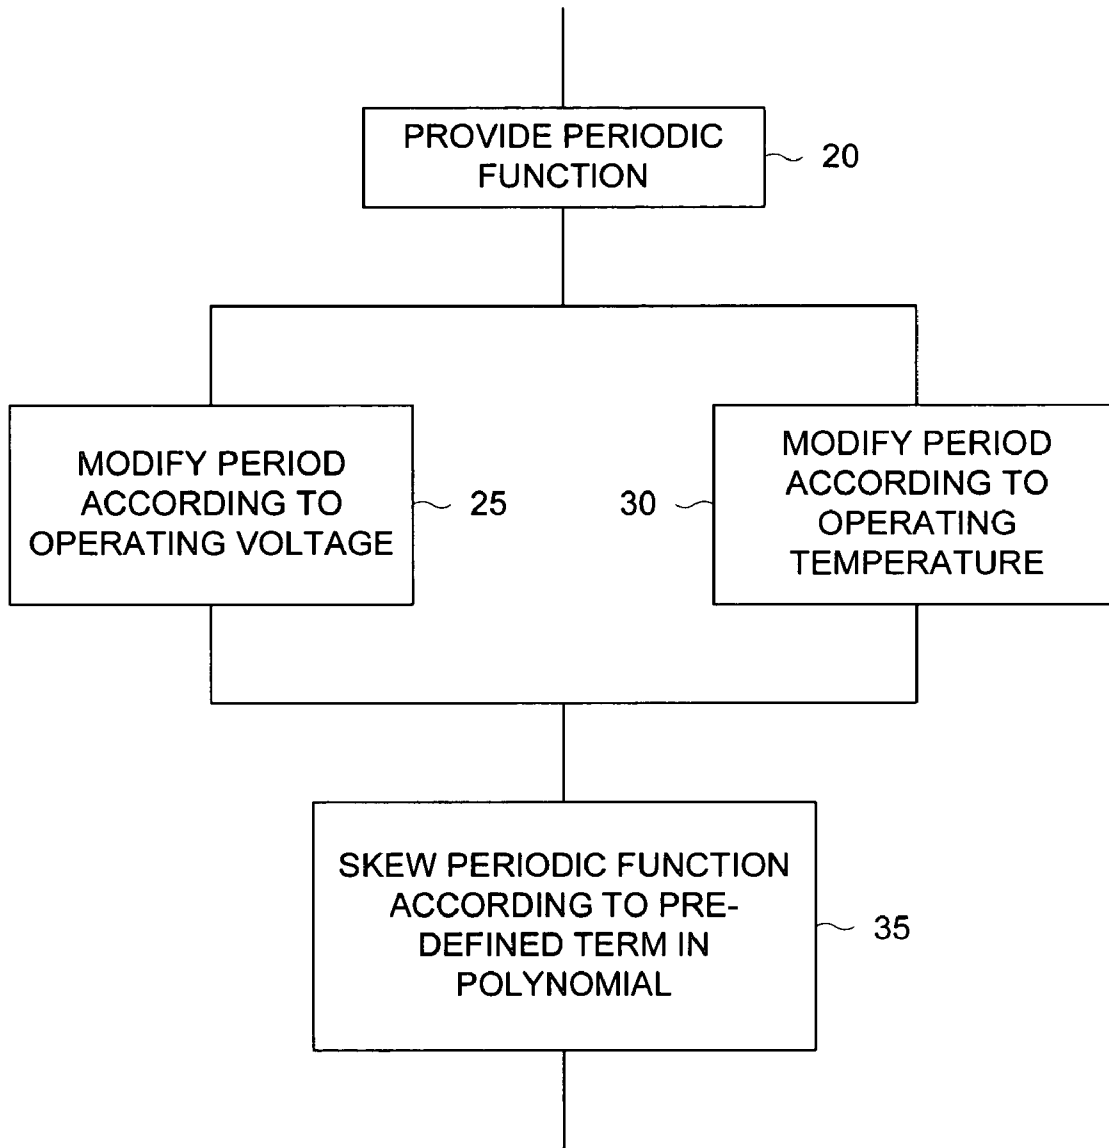 PROVIDE PERIODIC
FUNCTION
20
MODIFY PERIOD
ACCORDING TO
OPERATING VOLTAGE
25
30
MODIFY PERIOD
ACCORDING TO
OPERATING
TEMPERATURE
SKEW PERIODIC FUNCTION
ACCORDING TO PRE-
DEFINED TERM IN
POLYNOMIAL
35